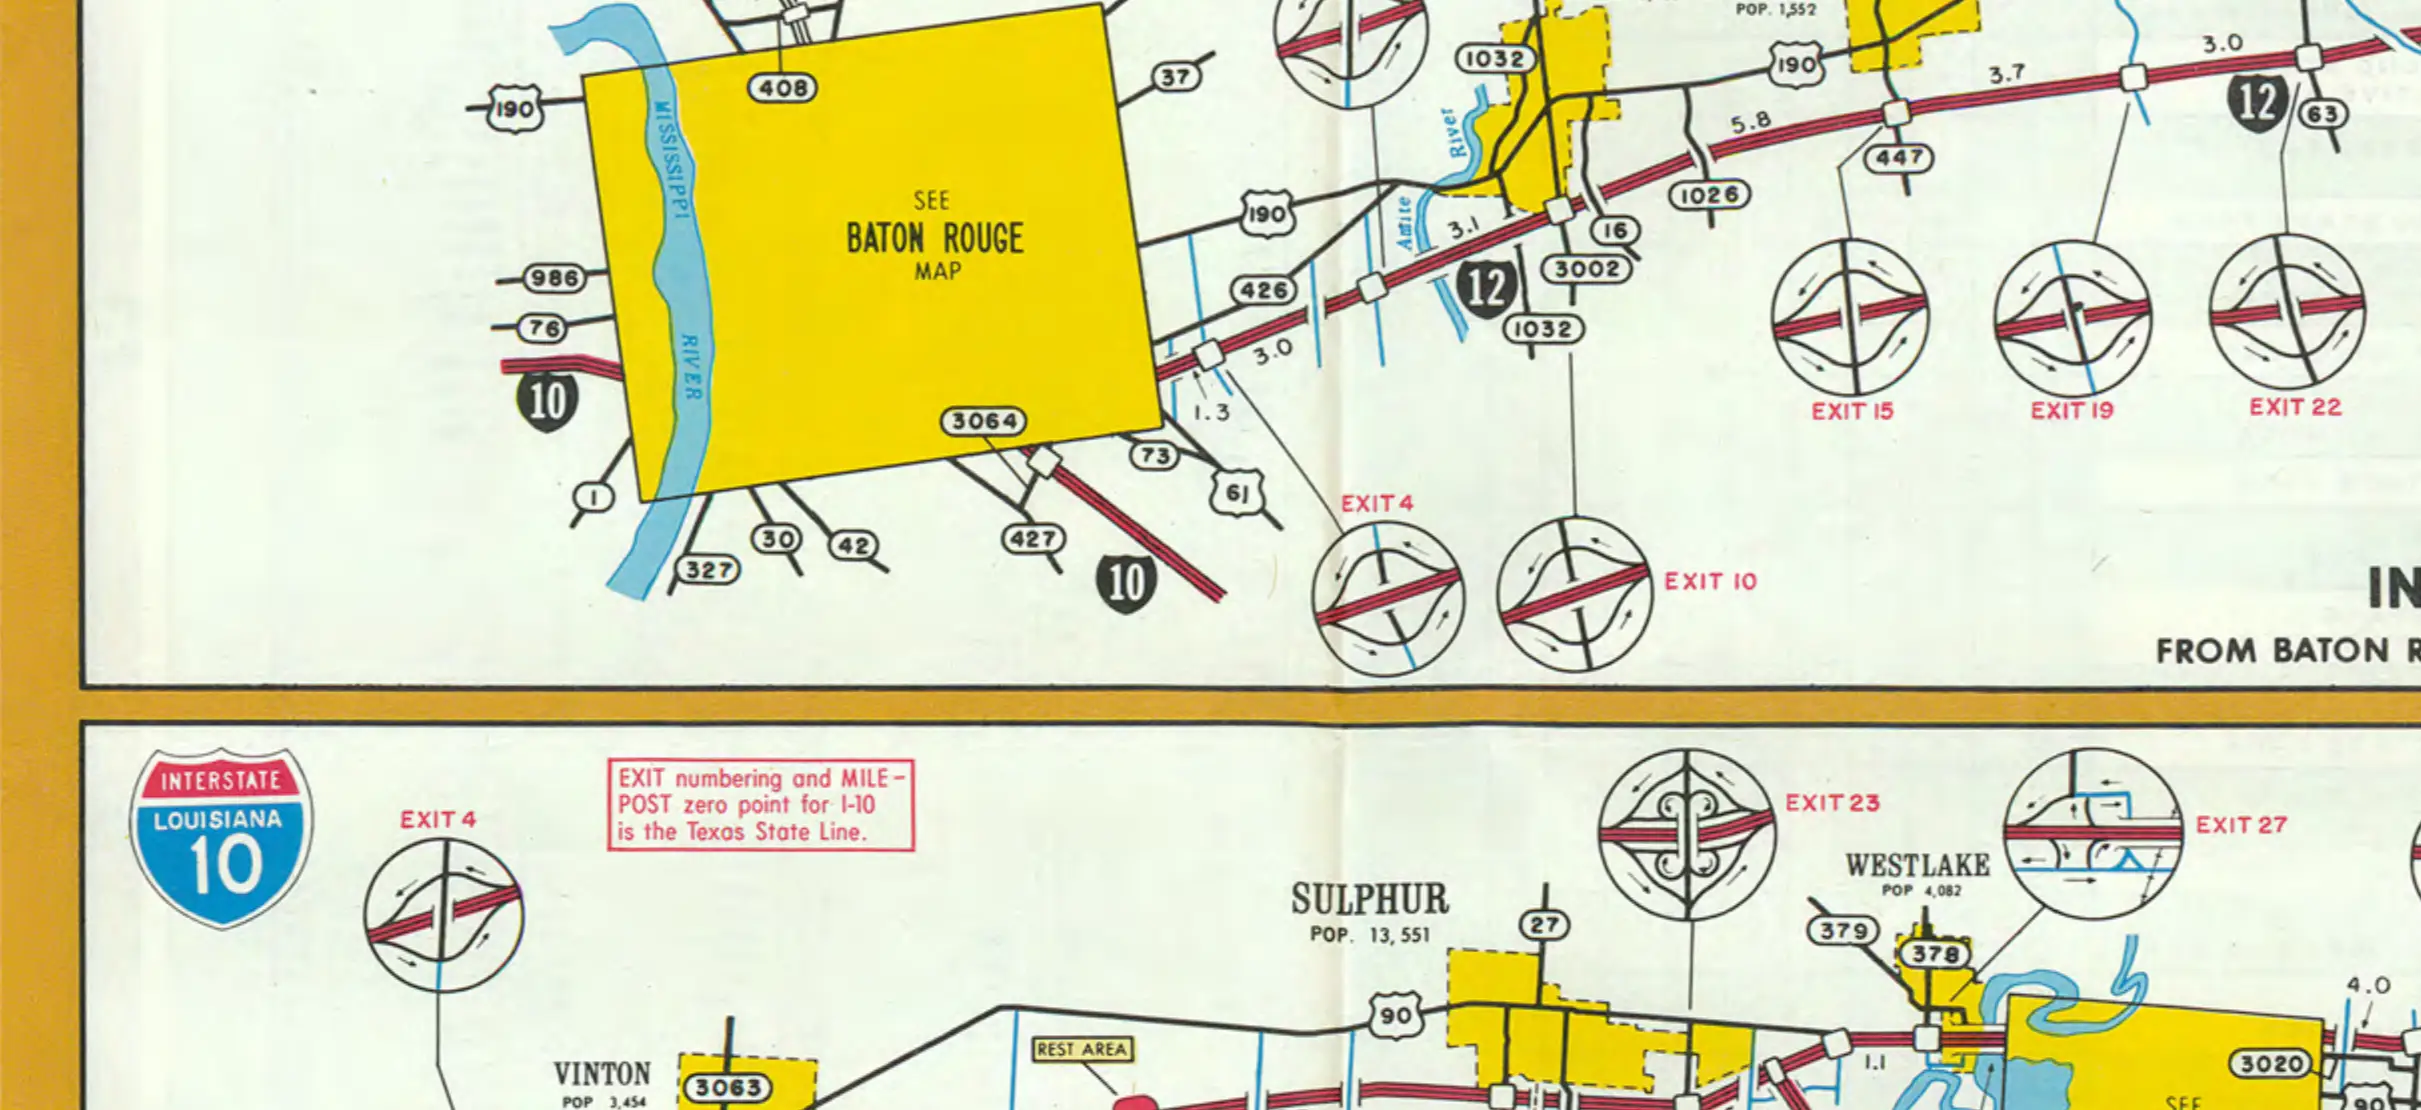 POP. 1,552
408
190
37
1032
190
3.7
3.0
12
63
MISSISSIPPI
RIVER
SEE
BATON ROUGE
MAP
River
Amite
5.8
447
1026
190
3.1
16
3002
426
12
1032
986
76
10
3.0
1.3
EXIT 15
EXIT 19
EXIT 22
3064
73
61
1
327
30
42
427
10
EXIT 4
EXIT 10
IN
FROM BATON R
INTERSTATE
LOUISIANA
10
EXIT 4
EXIT numbering and MILE-
POST zero point for I-10
is the Texas State Line.
EXIT 23
EXIT 27
WESTLAKE
POP 4,082
SULPHUR
POP. 13,551
27
379
378
4.0
90
REST AREA
VINTON
POP 3,454
3063
1.1
3020
90
SEE